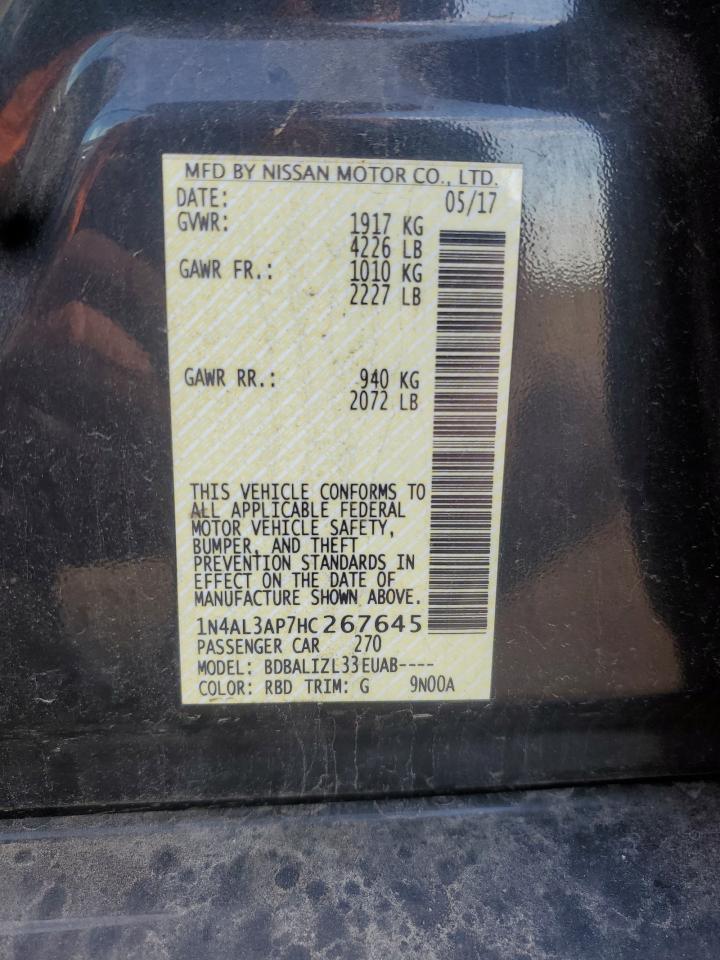 MFD BY NISSAN MOTOR CO., LTD.
DATE: 05/17
GVWR: 1917 KG
4226 LB
GAWR FR.: 1010 KG
2227 LB
GAWR RR.: 940 KG
2072 LB
THIS VEHICLE CONFORMS TO
ALL APPLICABLE FEDERAL
MOTOR VEHICLE SAFETY,
BUMPER, AND THEFT
PREVENTION STANDARDS IN
EFFECT ON THE DATE OF
MANUFACTURE SHOWN ABOVE.
1N4AL3AP7HC267645
PASSENGER CAR 270
MODEL: BDBALIZL33EUAB----
COLOR: RBD TRIM: G 9N00A